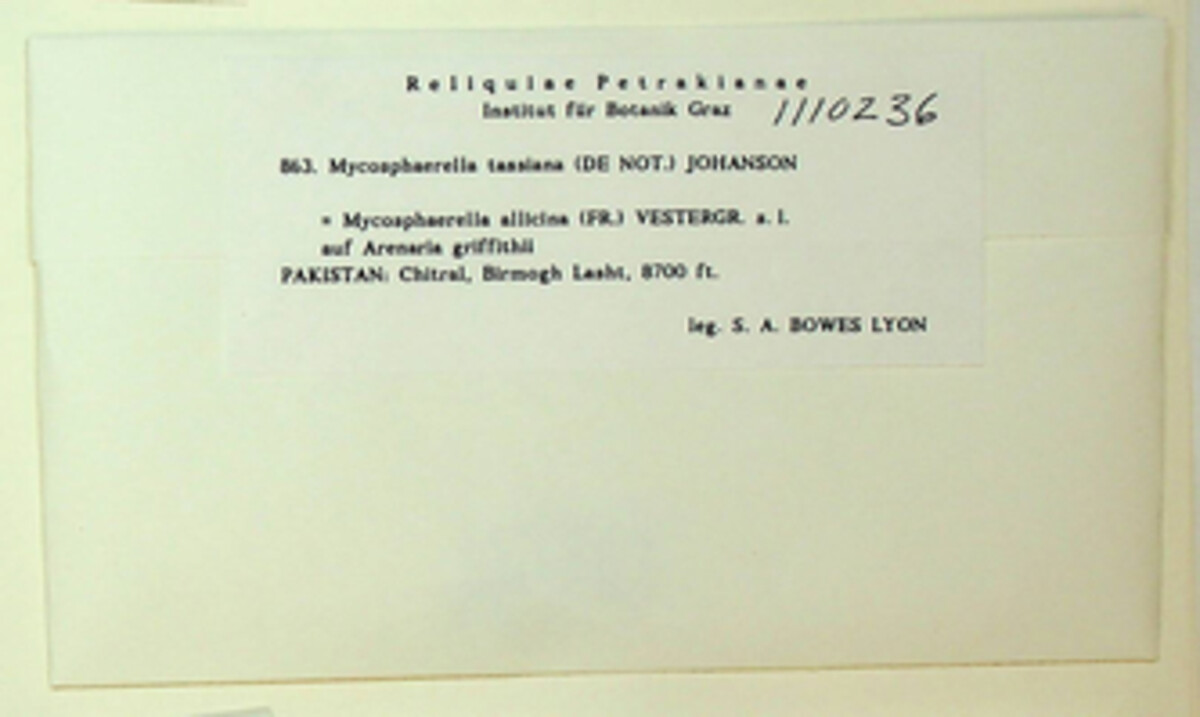 Reliquiae Petrakianae
Institut für Botanik Graz 1110236
863. Mycosphaerella tassiana (DE NOT.) JOHANSON
= Mycosphaerella allicina (FR.) VESTERGR. s. l.
auf Arenaria griffithii
PAKISTAN: Chitral, Birmogh Lasht, 8700 ft.
leg. S. A. BOWES LYON